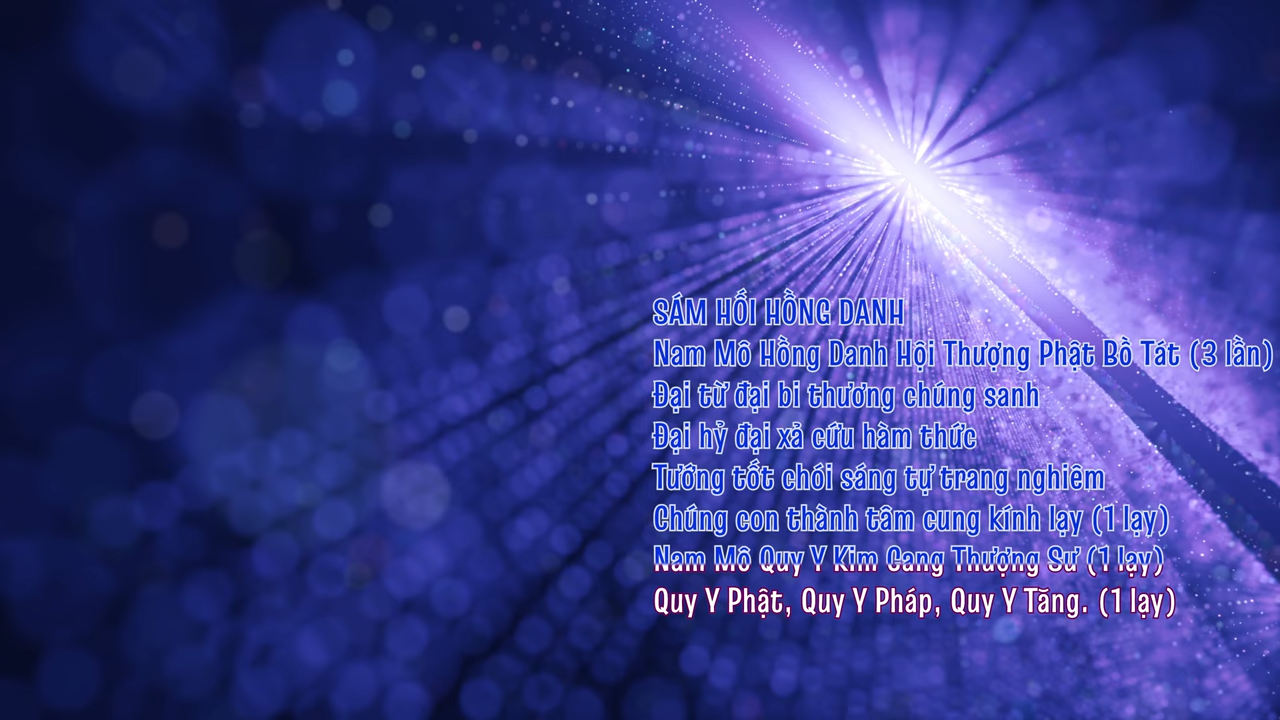 SÁM HỐI HỒNG DANH
Nam Mô Hồng Danh Hội Thượng Phật Bồ Tát (3 lần)
Đại từ đại bi thương chúng sanh
Đại hỷ đại xả cứu hàm thức
Tướng tốt chói sáng tự trang nghiêm
Chúng con thành tâm cung kính lạy (1 lạy)
Nam Mô Quy Y Kim Cang Thượng Sư (1 lạy)
Quy Y Phật, Quy Y Pháp, Quy Y Tăng. (1 lạy)